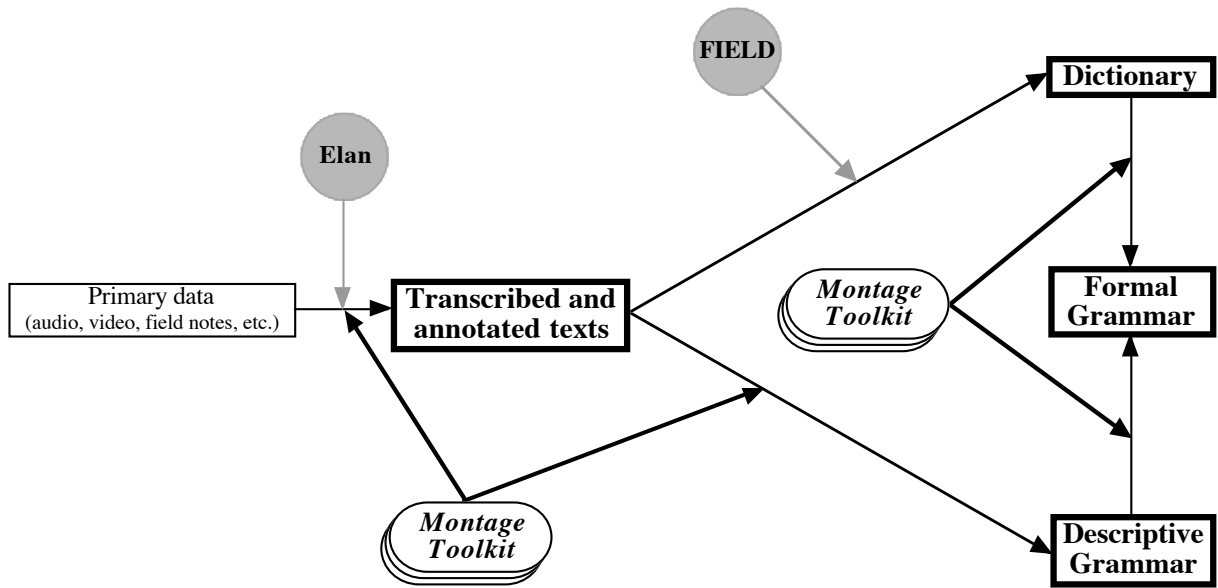 FIELD
Dictionary
Elan
Primary data
(audio, video, field notes, etc.)
Transcribed and
annotated texts
Montage
Toolkit
Formal
Grammar
Montage
Toolkit
Descriptive
Grammar